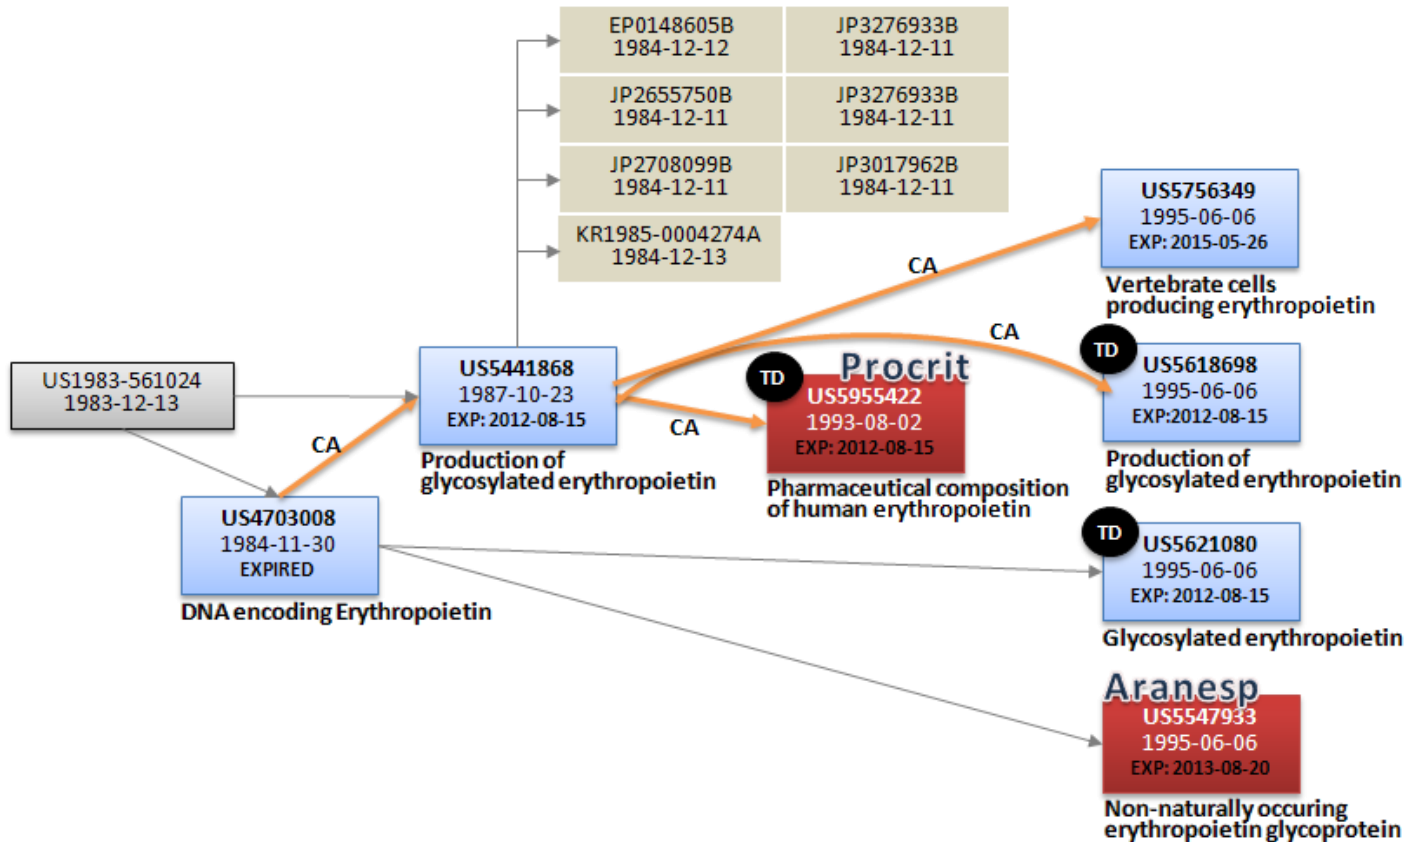 EP0148605B
1984-12-12
JP3276933B
1984-12-11
JP2655750B
1984-12-11
JP3276933B
1984-12-11
JP2708099B
1984-12-11
JP3017962B
1984-12-11
KR1985-0004274A
1984-12-13
US5756349
1995-06-06
EXP: 2015-05-26
Vertebrate cells
producing erythropoietin
CA
CA
TD
US5618698
1995-06-06
EXP: 2012-08-15
Production of
glycosylated erythropoietin
US1983-561024
1983-12-13
US5441868
1987-10-23
EXP: 2012-08-15
Production of
glycosylated erythropoietin
CA
CA
TD
Procrit
US5955422
1993-08-02
EXP: 2012-08-15
Pharmaceutical composition
of human erythropoietin
US4703008
1984-11-30
EXPIRED
DNA encoding Erythropoietin
TD
US5621080
1995-06-06
EXP: 2012-08-15
Glycosylated erythropoietin
Aranesp
US5547933
1995-06-06
EXP: 2013-08-20
Non-naturally occuring
erythropoietin glycoprotein